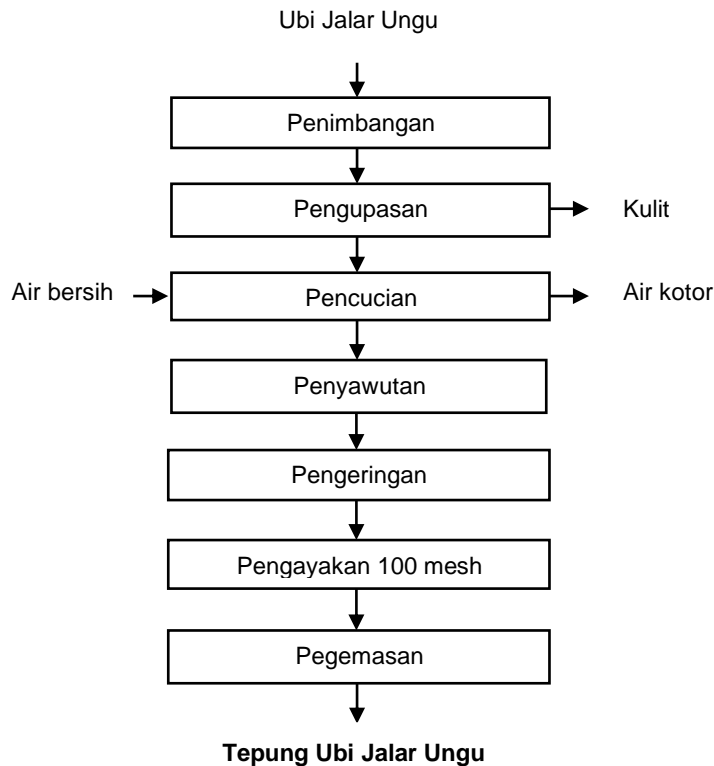 Ubi Jalar Ungu
Penimbangan
Pengupasan
Kulit
Air bersih
Pencucian
Air kotor
Penyawutan
Pengeringan
Pengayakan 100 mesh
Pegemasan
Tepung Ubi Jalar Ungu